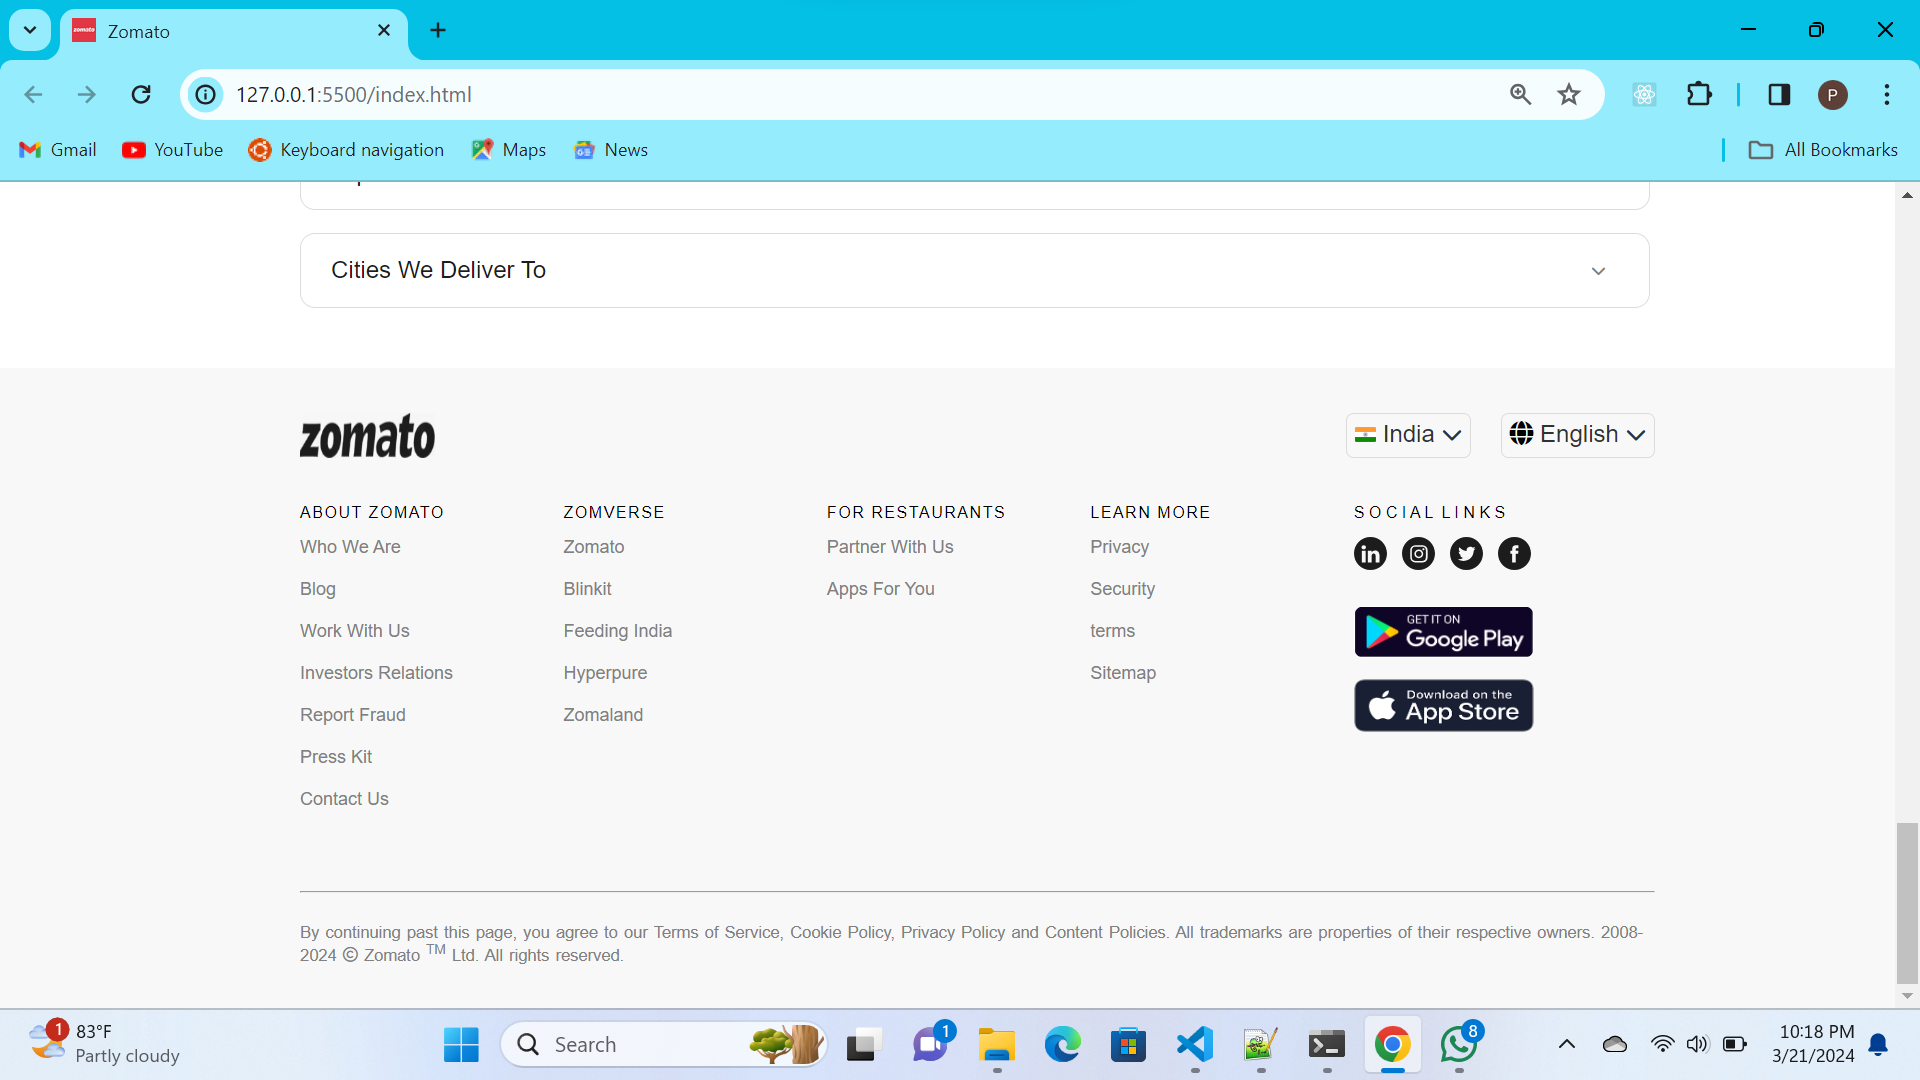 Zomato
127.0.0.1:5500/index.html
P
Gmail
YouTube
Keyboard navigation
Maps
News
All Bookmarks
Cities We Deliver To
zomato
India
English
ABOUT ZOMATO
Who We Are
Blog
Work With Us
Investors Relations
Report Fraud
Press Kit
Contact Us
ZOMVERSE
Zomato
Blinkit
Feeding India
Hyperpure
Zomaland
FOR RESTAURANTS
Partner With Us
Apps For You
LEARN MORE
Privacy
Security
terms
Sitemap
SOCIAL LINKS
in
f
GET IT ON
Google Play
Download on the
App Store
By continuing past this page, you agree to our Terms of Service, Cookie Policy, Privacy Policy and Content Policies. All trademarks are properties of their respective owners. 2008-
2024 © Zomato TM Ltd. All rights reserved.
1
83°F
Partly cloudy
Search
1
8
10:18 PM
3/21/2024